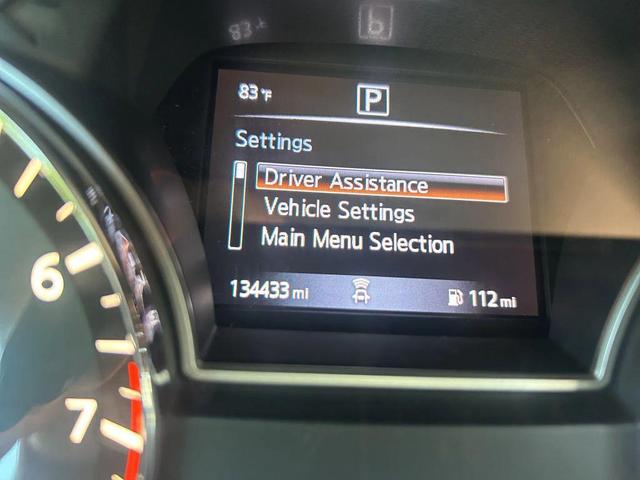 83°F
P
Settings
Driver Assistance
Vehicle Settings
Main Menu Selection
134433 mi
112 mi
6
7